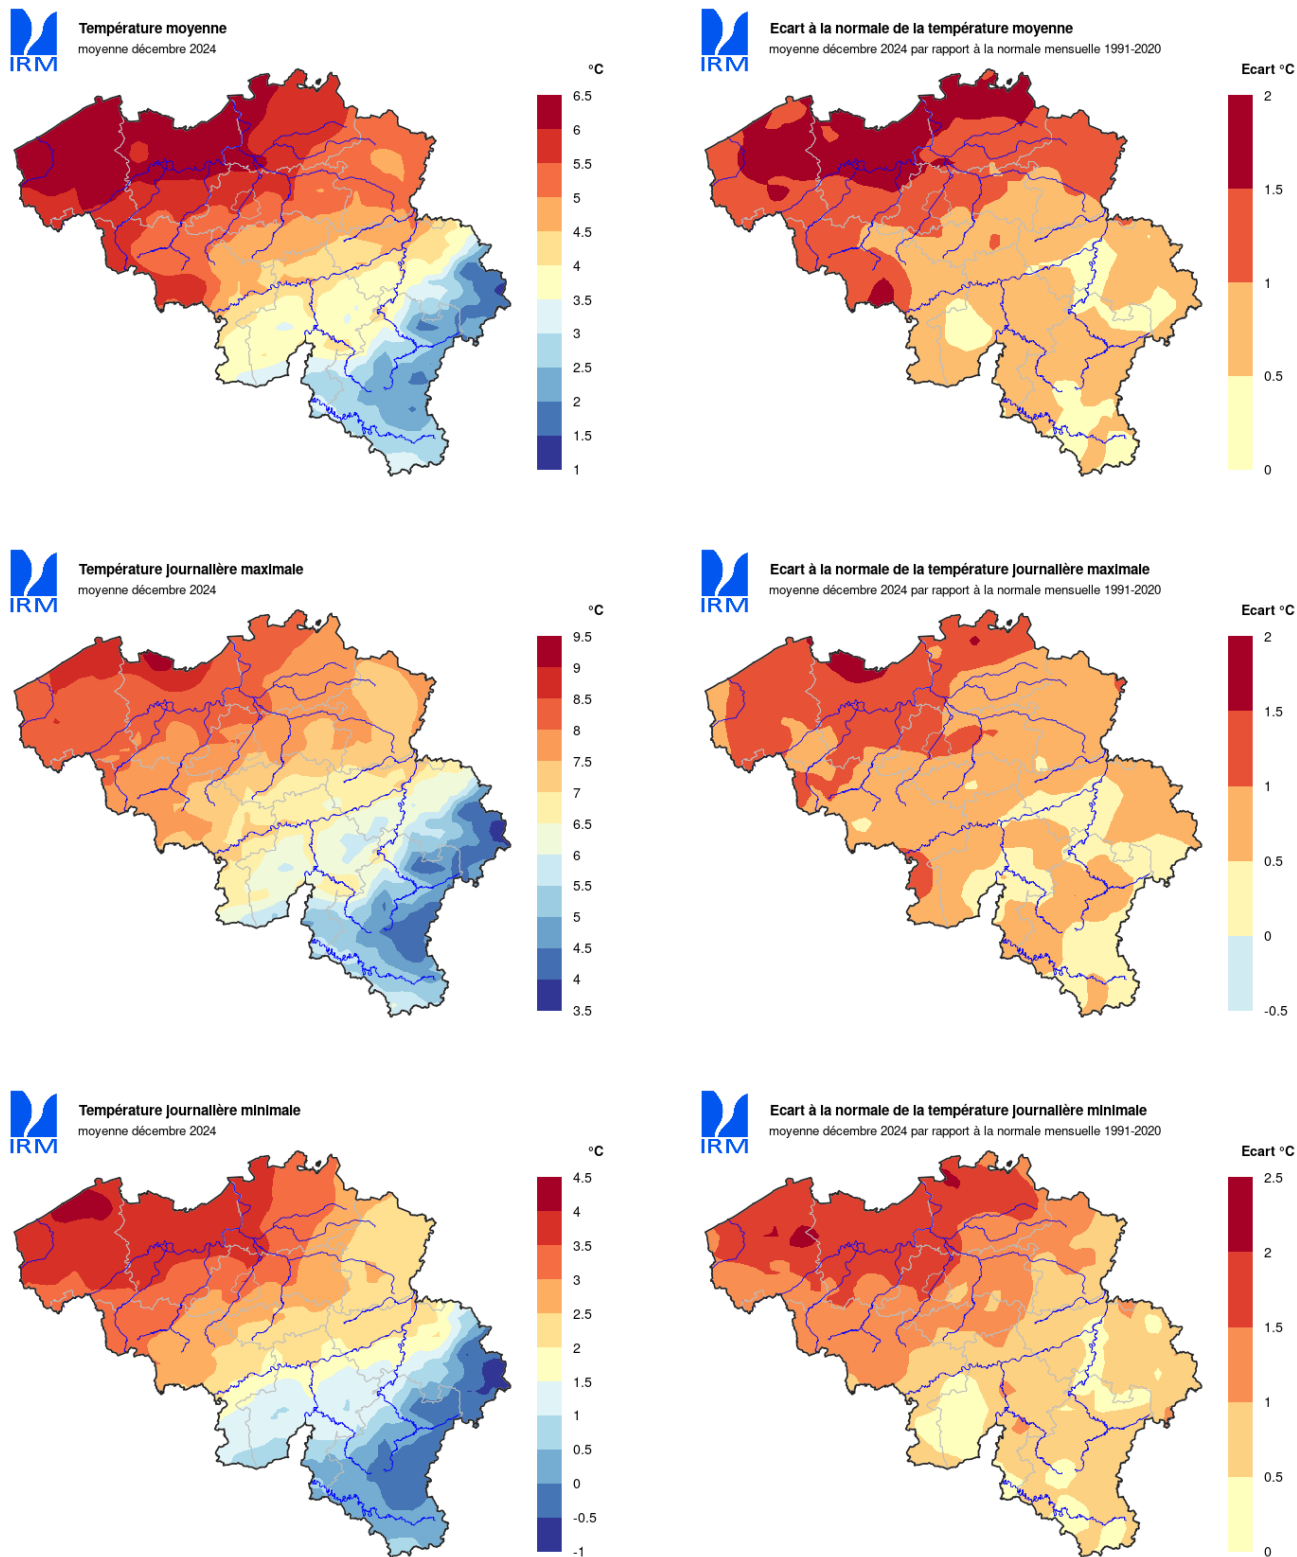 Température moyenne
moyenne décembre 2024
IRM
°C
6.5
6
5.5
5
4.5
4
3.5
3
2.5
2
1.5
1
Ecart à la normale de la température moyenne
moyenne décembre 2024 par rapport à la normale mensuelle 1991-2020
IRM
Ecart °C
2
1.5
1
0.5
0
Température journalière maximale
moyenne décembre 2024
IRM
°C
9.5
9
8.5
8
7.5
7
6.5
6
5.5
5
4.5
4
3.5
Ecart à la normale de la température journalière maximale
moyenne décembre 2024 par rapport à la normale mensuelle 1991-2020
IRM
Ecart °C
2
1.5
1
0.5
0
-0.5
Température journalière minimale
moyenne décembre 2024
IRM
°C
4.5
4
3.5
3
2.5
2
1.5
1
0.5
0
-0.5
-1
Ecart à la normale de la température journalière minimale
moyenne décembre 2024 par rapport à la normale mensuelle 1991-2020
IRM
Ecart °C
2.5
2
1.5
1
0.5
0